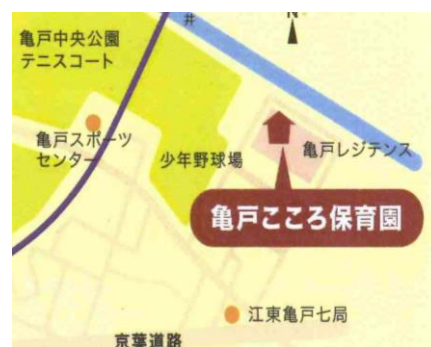 井
N
亀戸中央公園
テニスコート
亀戸スポーツ
センター
少年野球場
亀戸レジテンス
亀戸こころ保育園
江東亀戸七局
京葉道路